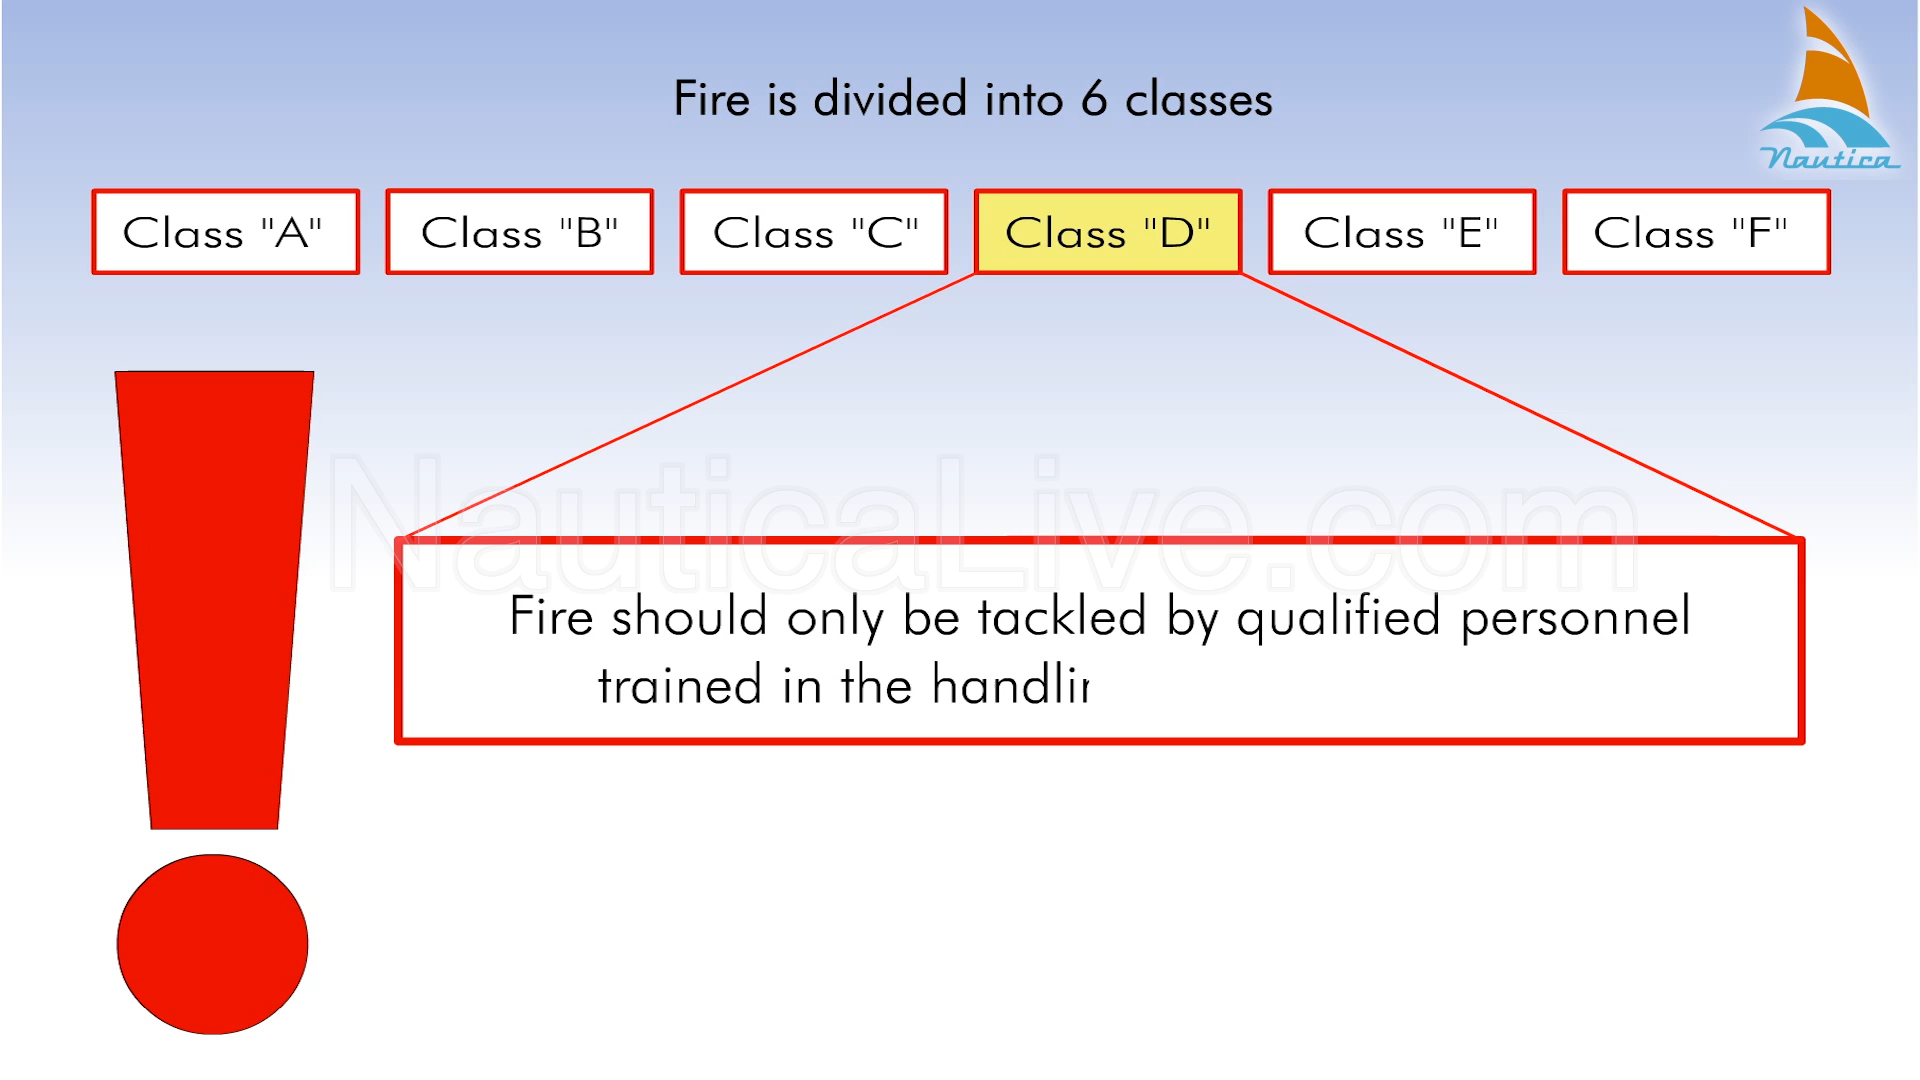 Fire is divided into 6 classes
Nautica
Class "A" Class "B" Class "C" Class "D" Class "E" Class "F"
NauticaLive.com
Fire should only be tackled by qualified personnel
trained in the